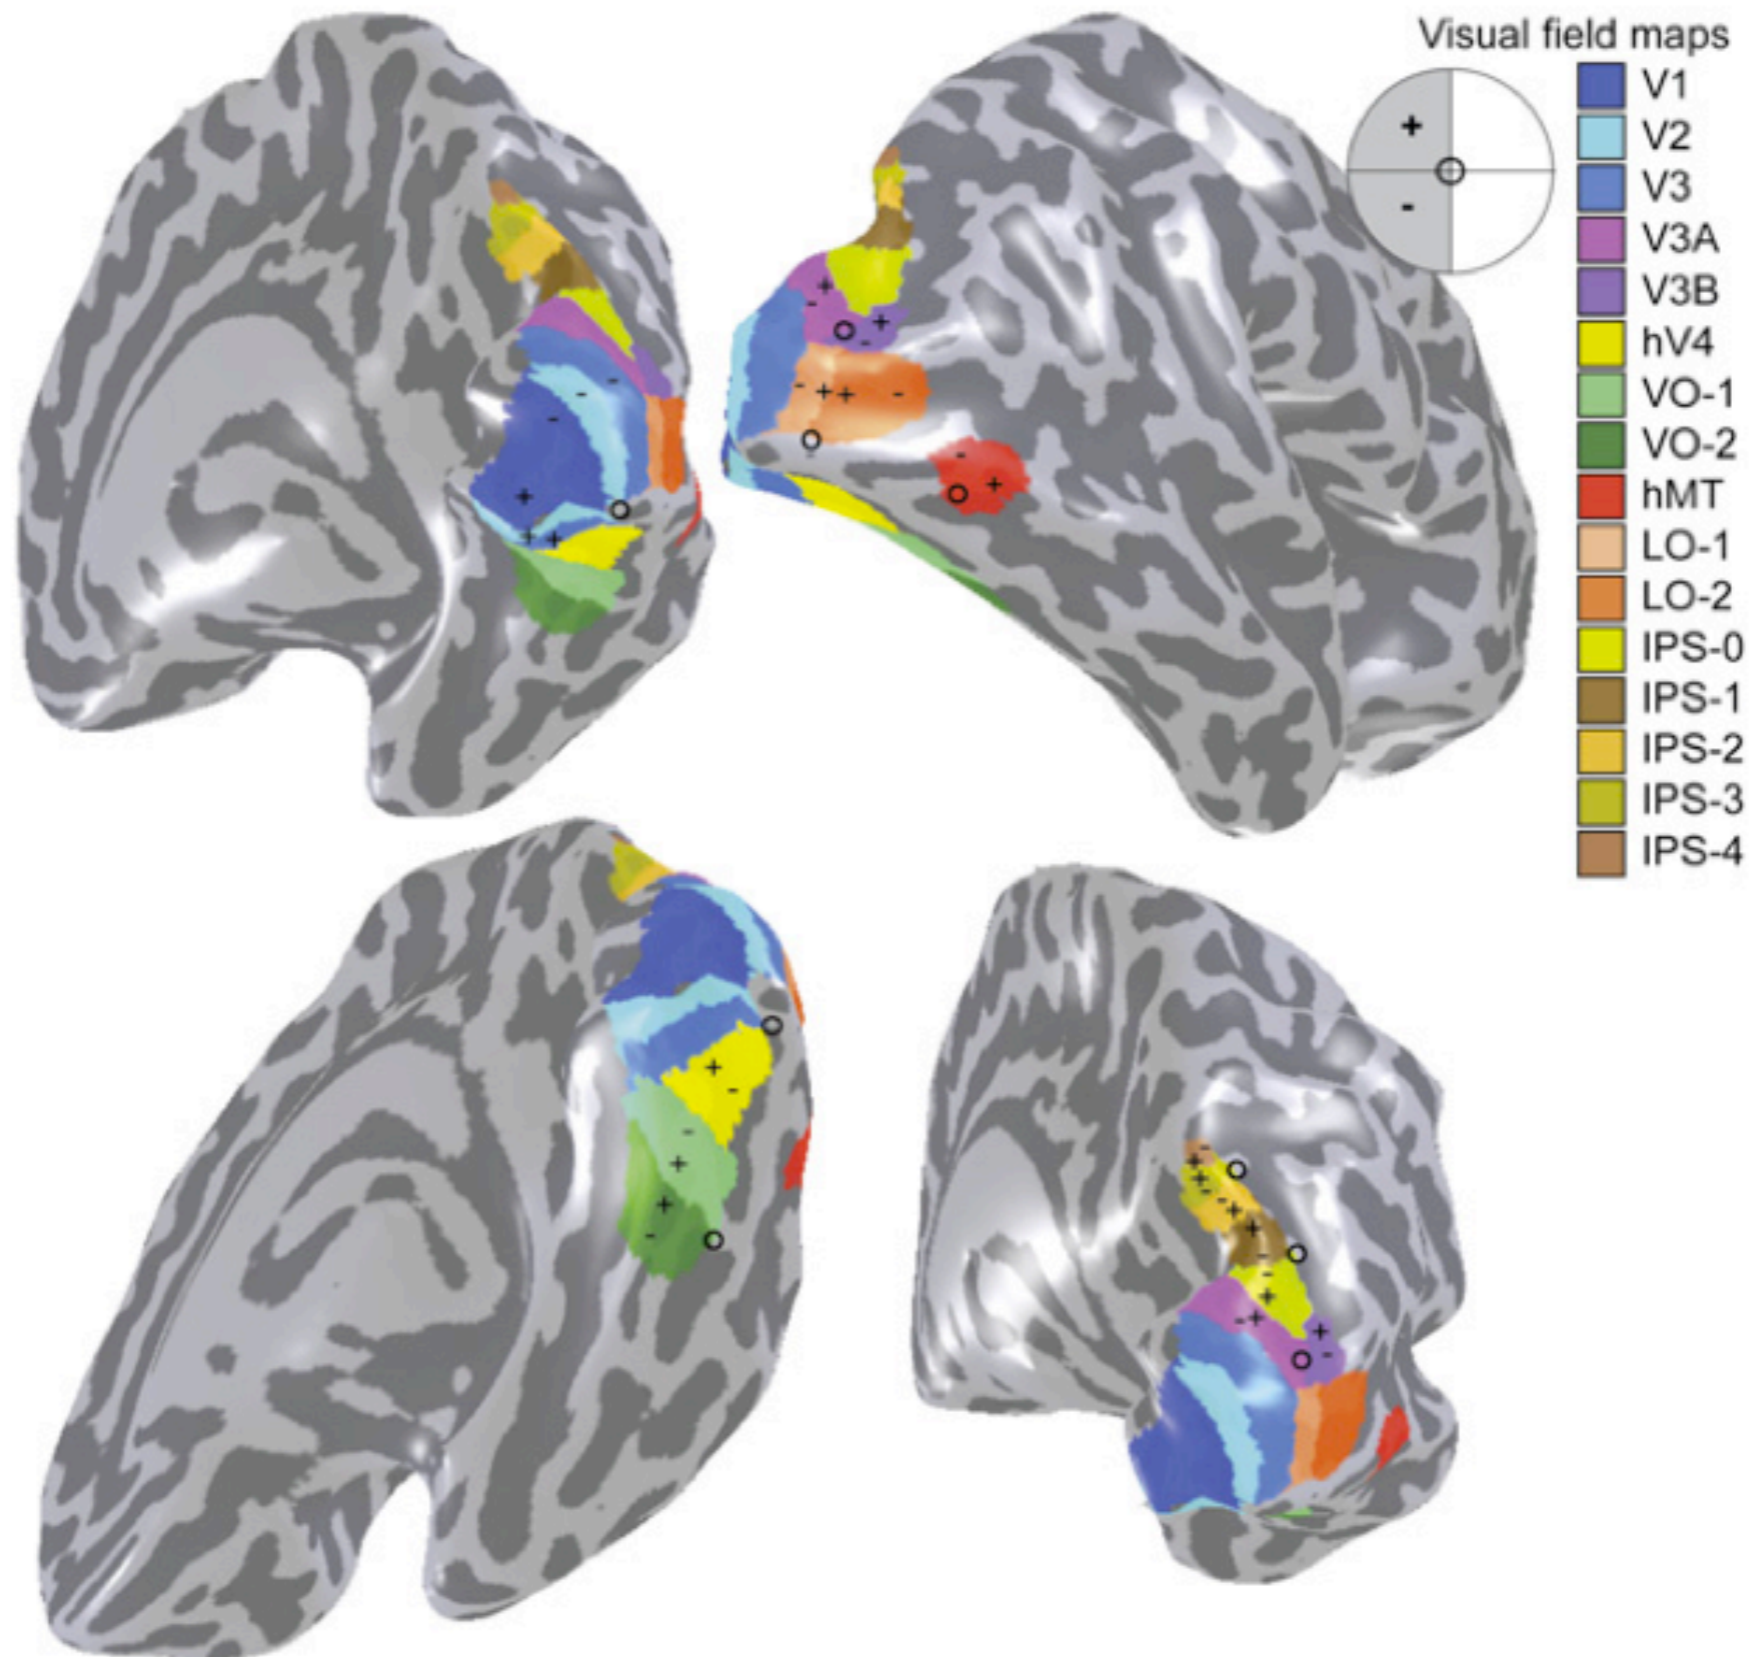 Visual field maps
V1
V2
V3
V3A
V3B
hV4
VO-1
VO-2
hMT
LO-1
LO-2
IPS-0
IPS-1
IPS-2
IPS-3
IPS-4